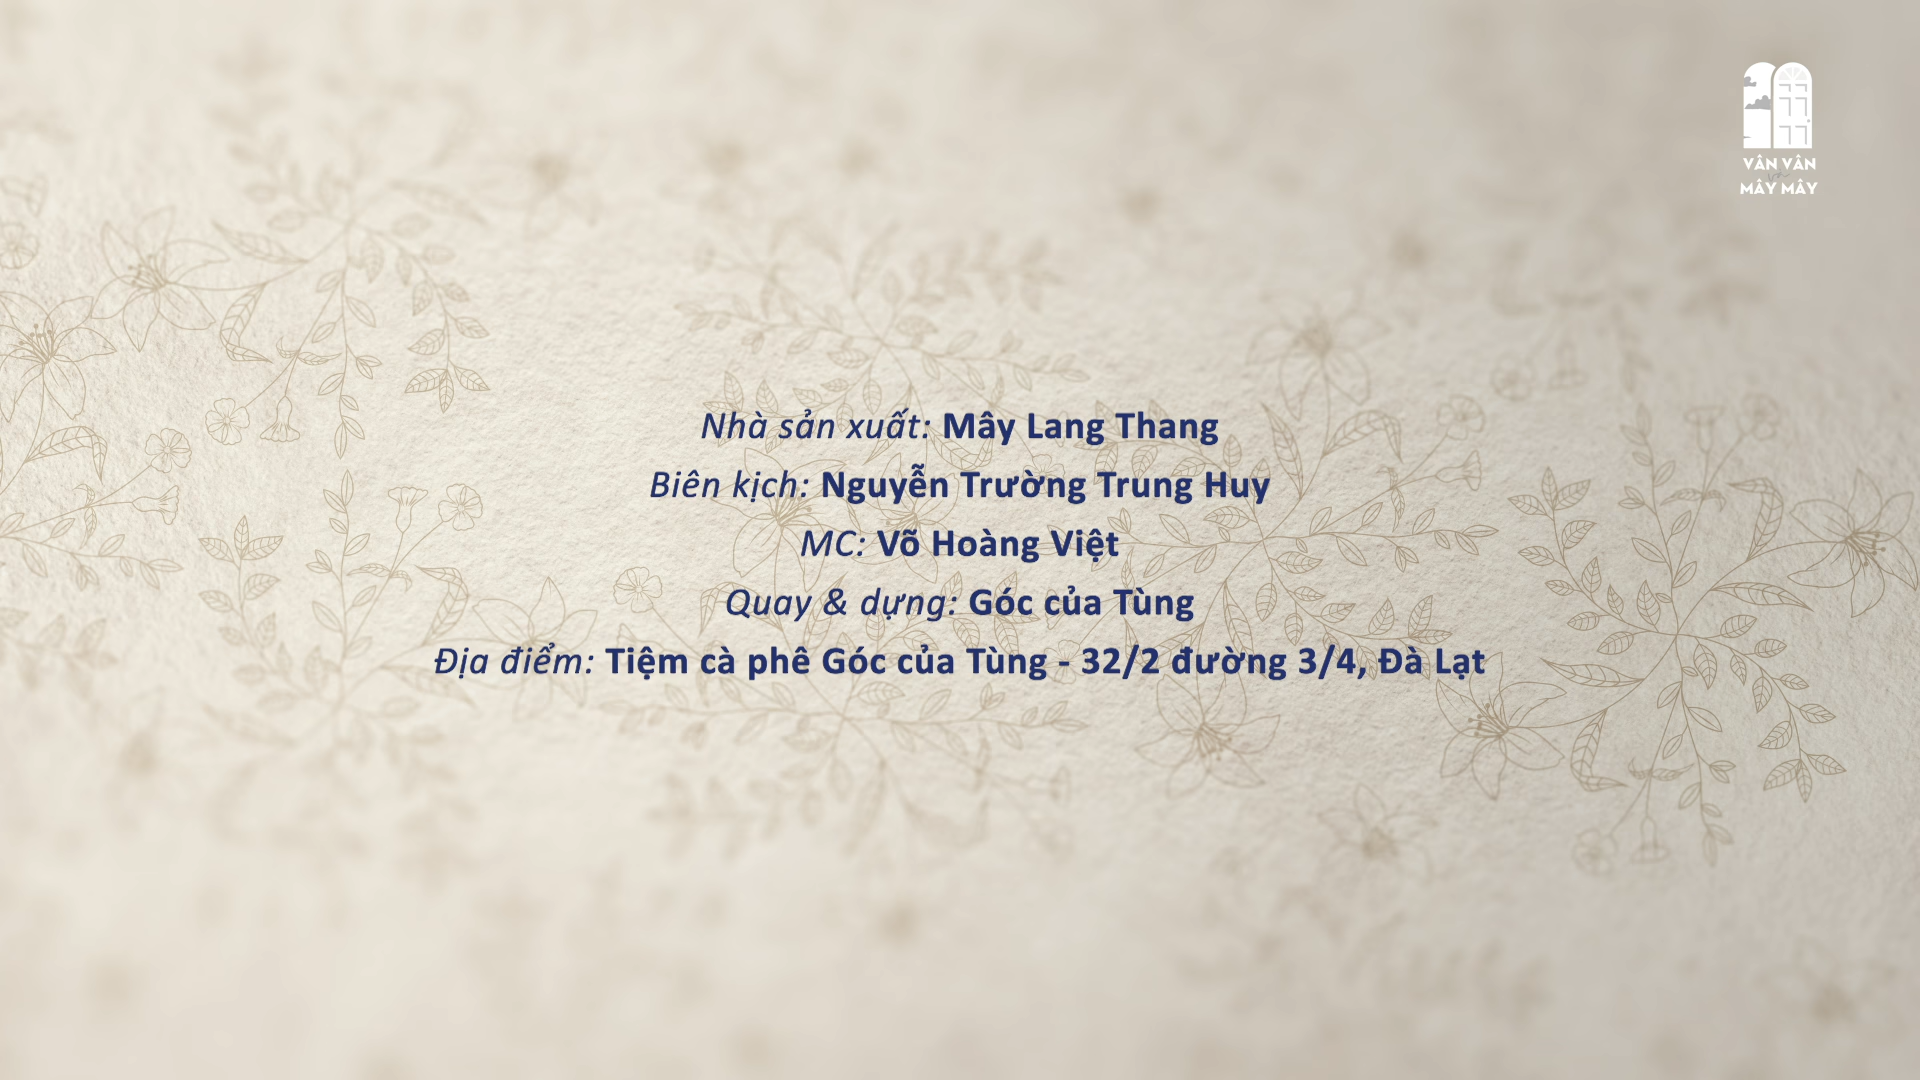 VÂN VÂN
và
MÂY MÂY
Nhà sản xuất: Mây Lang Thang
Biên kịch: Nguyễn Trường Trung Huy
MC: Võ Hoàng Việt
Quay & dựng: Góc của Tùng
Địa điểm: Tiệm cà phê Góc của Tùng - 32/2 đường 3/4, Đà Lạt